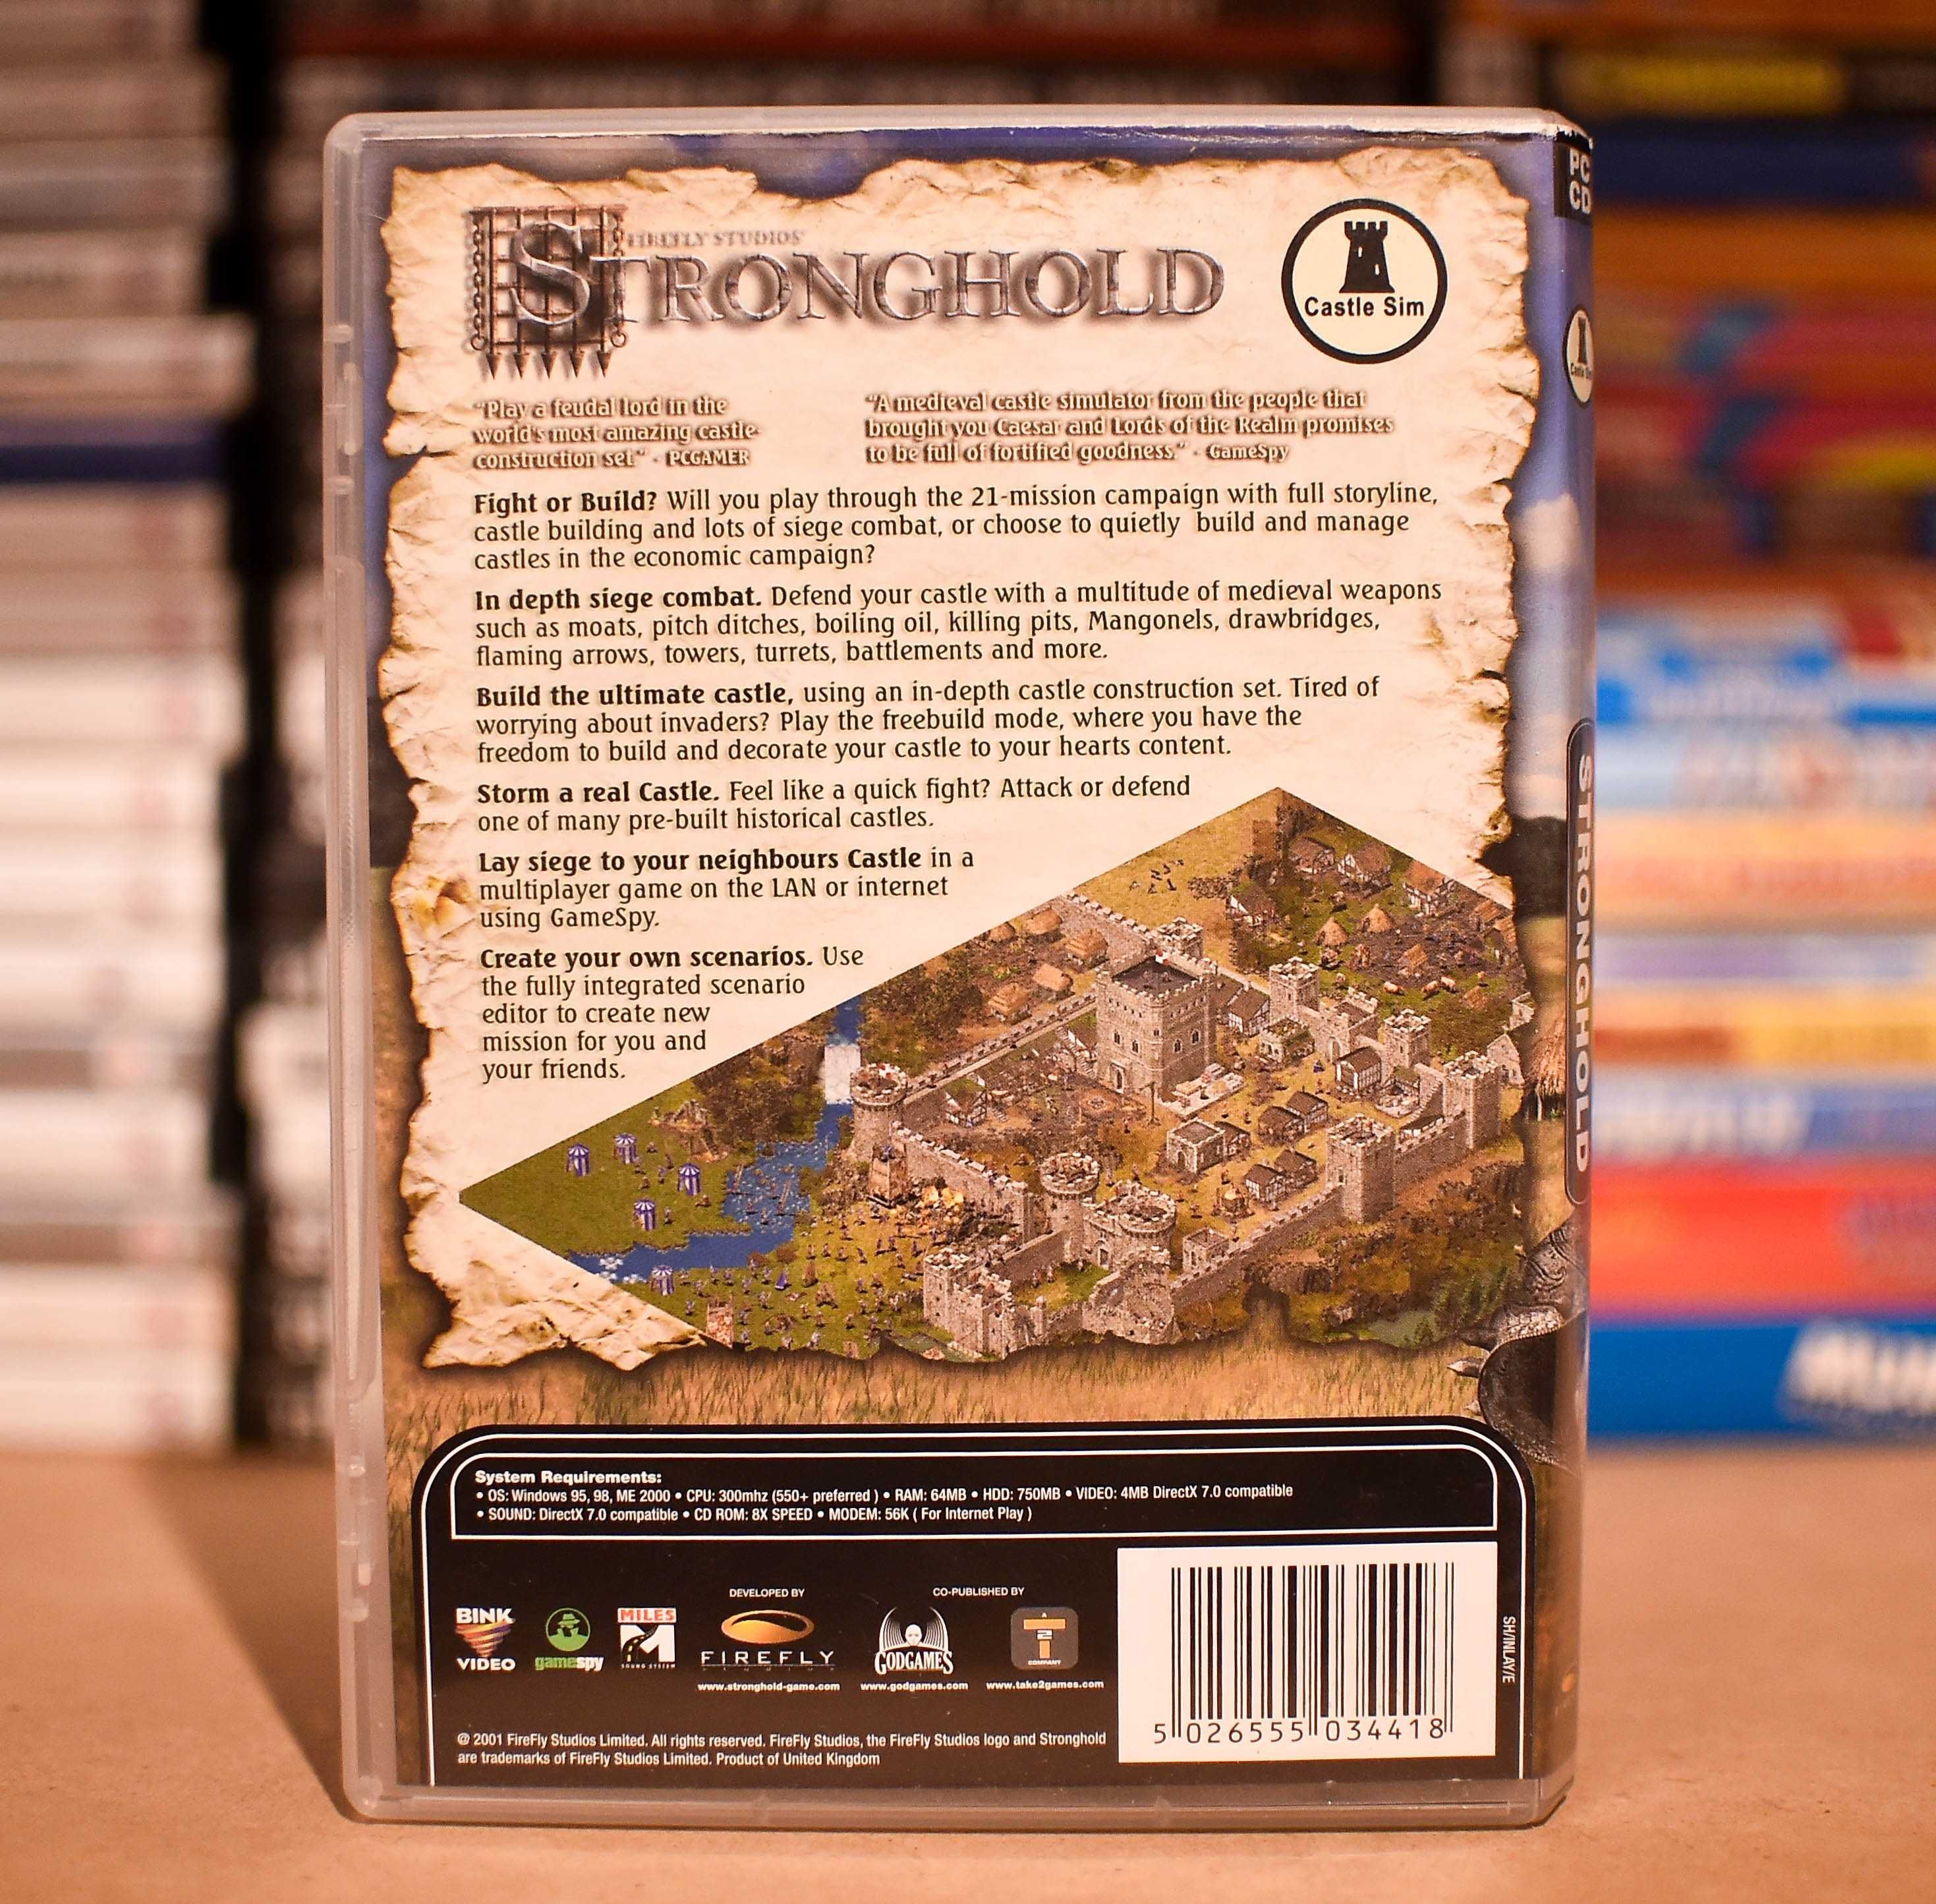 FIREFLY STUDIOS'
STRONGHOLD
Castle Sim
PC
CD
"Play a feudal lord in the
world's most amazing castle-
construction set" - PCGAMER
"A medieval castle simulator from the people that
brought you Caesar and Lords of the Realm promises
to be full of fortified goodness." - GameSpy
Fight or Build? Will you play through the 21-mission campaign with full storyline,
castle building and lots of siege combat, or choose to quietly build and manage
castles in the economic campaign?
In depth siege combat. Defend your castle with a multitude of medieval weapons
such as moats, pitch ditches, boiling oil, killing pits, Mangonels, drawbridges,
flaming arrows, towers, turrets, battlements and more.
Build the ultimate castle, using an in-depth castle construction set. Tired of
worrying about invaders? Play the freebuild mode, where you have the
freedom to build and decorate your castle to your hearts content.
Storm a real Castle. Feel like a quick fight? Attack or defend
one of many pre-built historical castles.
Lay siege to your neighbours Castle in a
multiplayer game on the LAN or internet
using GameSpy.
Create your own scenarios. Use
the fully integrated scenario
editor to create new
mission for you and
your friends.
STRONGHOLD
System Requirements:
• OS: Windows 95, 98, ME 2000 • CPU: 300mhz (550+ preferred ) • RAM: 64MB • HDD: 750MB • VIDEO: 4MB DirectX 7.0 compatible
• SOUND: DirectX 7.0 compatible • CD ROM: 8X SPEED • MODEM: 56K ( For Internet Play )
BINK
VIDEO
gamespy
MILES
SOUND SYSTEM
DEVELOPED BY
FIREFLY
www.stronghold-game.com
CO-PUBLISHED BY
GODGAMES
www.godgames.com
A
T2
COMPANY
www.take2games.com
5 026555 034418
SH/INLAY/E
@ 2001 FireFly Studios Limited. All rights reserved. FireFly Studios, the FireFly Studios logo and Stronghold
are trademarks of FireFly Studios Limited. Product of United Kingdom